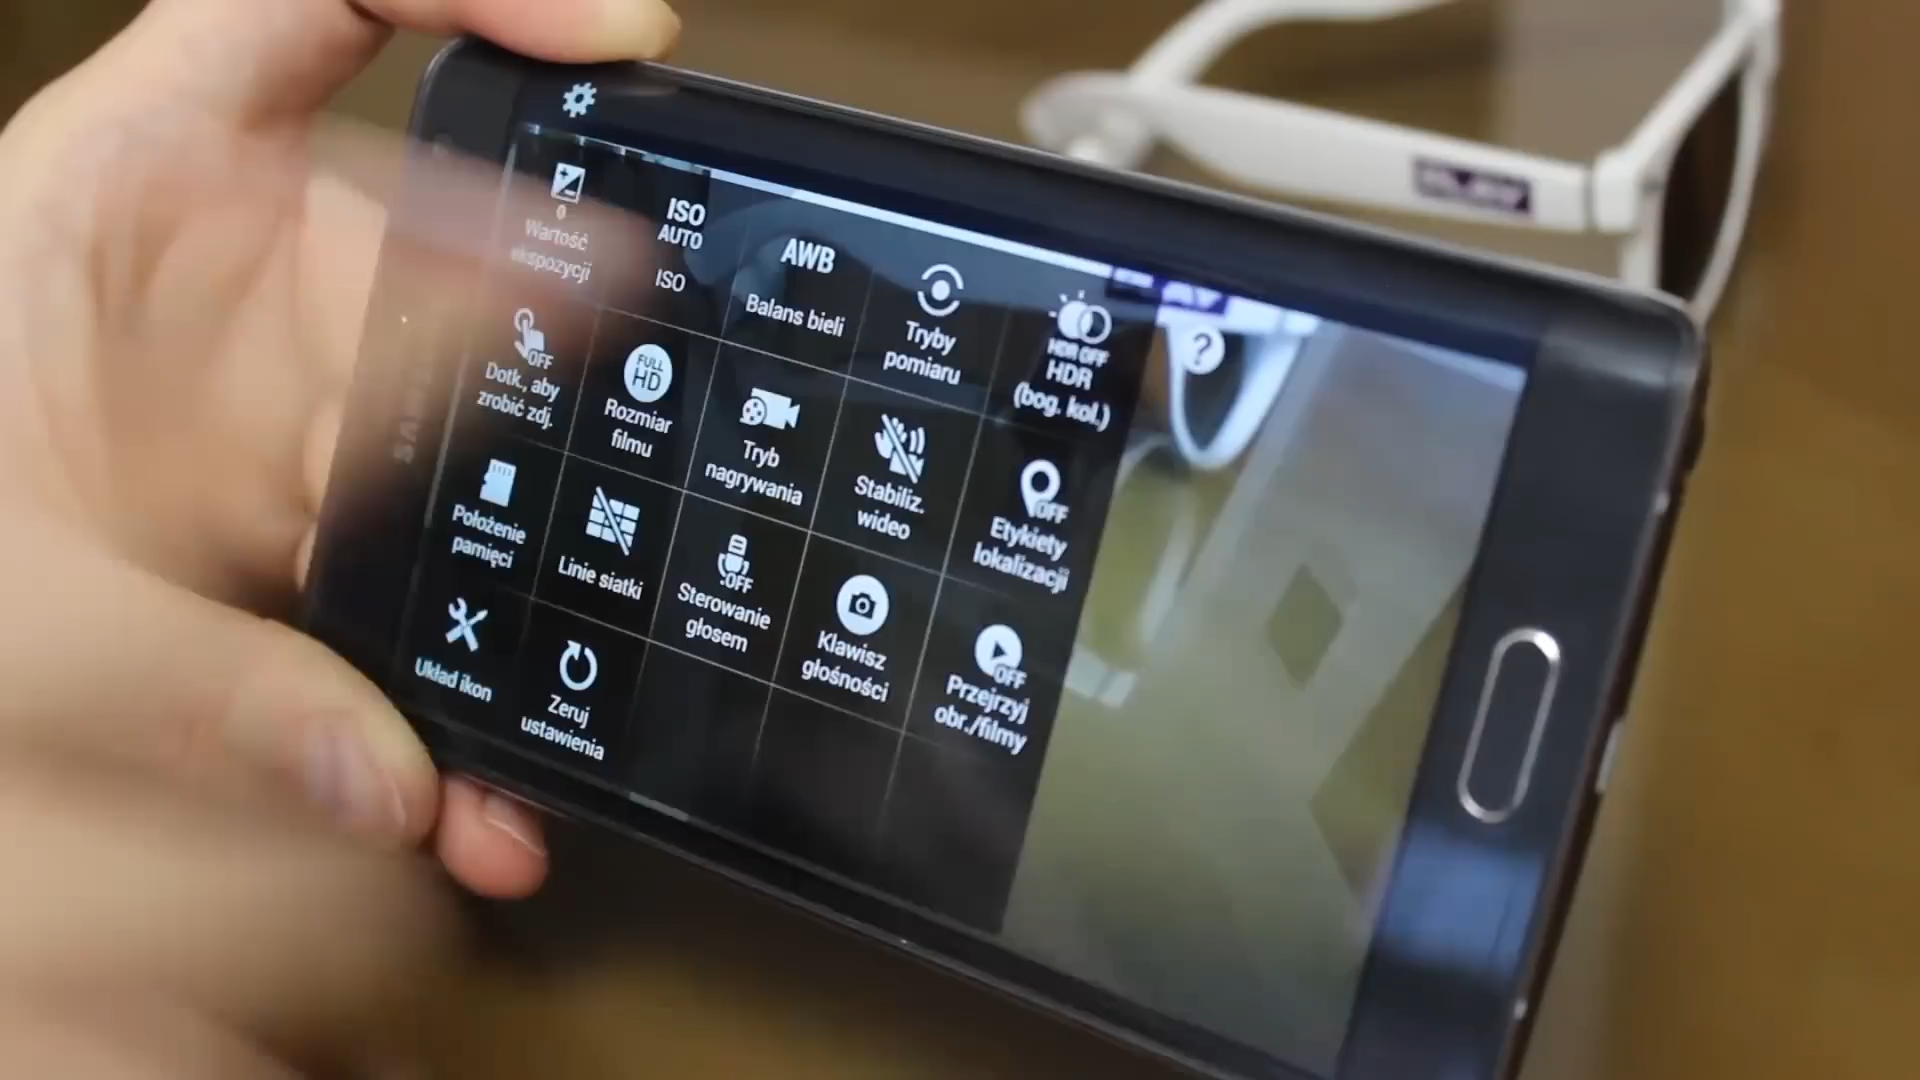 0
Wartość
ekspozycji
ISO
AUTO
ISO
AWB
Balans bieli
Tryby
pomiaru
HDR OFF
HDR
(bog. kol.)
?
OFF
Dotk., aby
zrobić zdj.
FULL
HD
Rozmiar
filmu
Tryb
nagrywania
Stabiliz.
wideo
OFF
Etykiety
lokalizacji
Położenie
pamięci
Linie siatki
OFF
Sterowanie
głosem
Klawisz
głośności
OFF
Przejrzyj
obr./filmy
Układ ikon
Zeruj
ustawienia